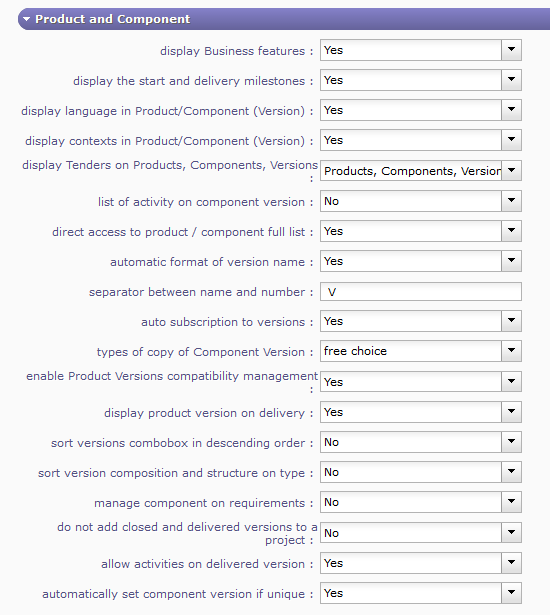 Product and Component
display Business features : Yes
display the start and delivery milestones : Yes
display language in Product/Component (Version) : Yes
display contexts in Product/Component (Version) : Yes
display Tenders on Products, Components, Versions : Products, Components, Version
list of activity on component version : No
direct access to product / component full list : Yes
automatic format of version name : Yes
separator between name and number : V
auto subscription to versions : Yes
types of copy of Component Version : free choice
enable Product Versions compatibility management : Yes
display product version on delivery : Yes
sort versions combobox in descending order : No
sort version composition and structure on type : No
manage component on requirements : No
do not add closed and delivered versions to a
project : No
allow activities on delivered version : Yes
automatically set component version if unique : Yes